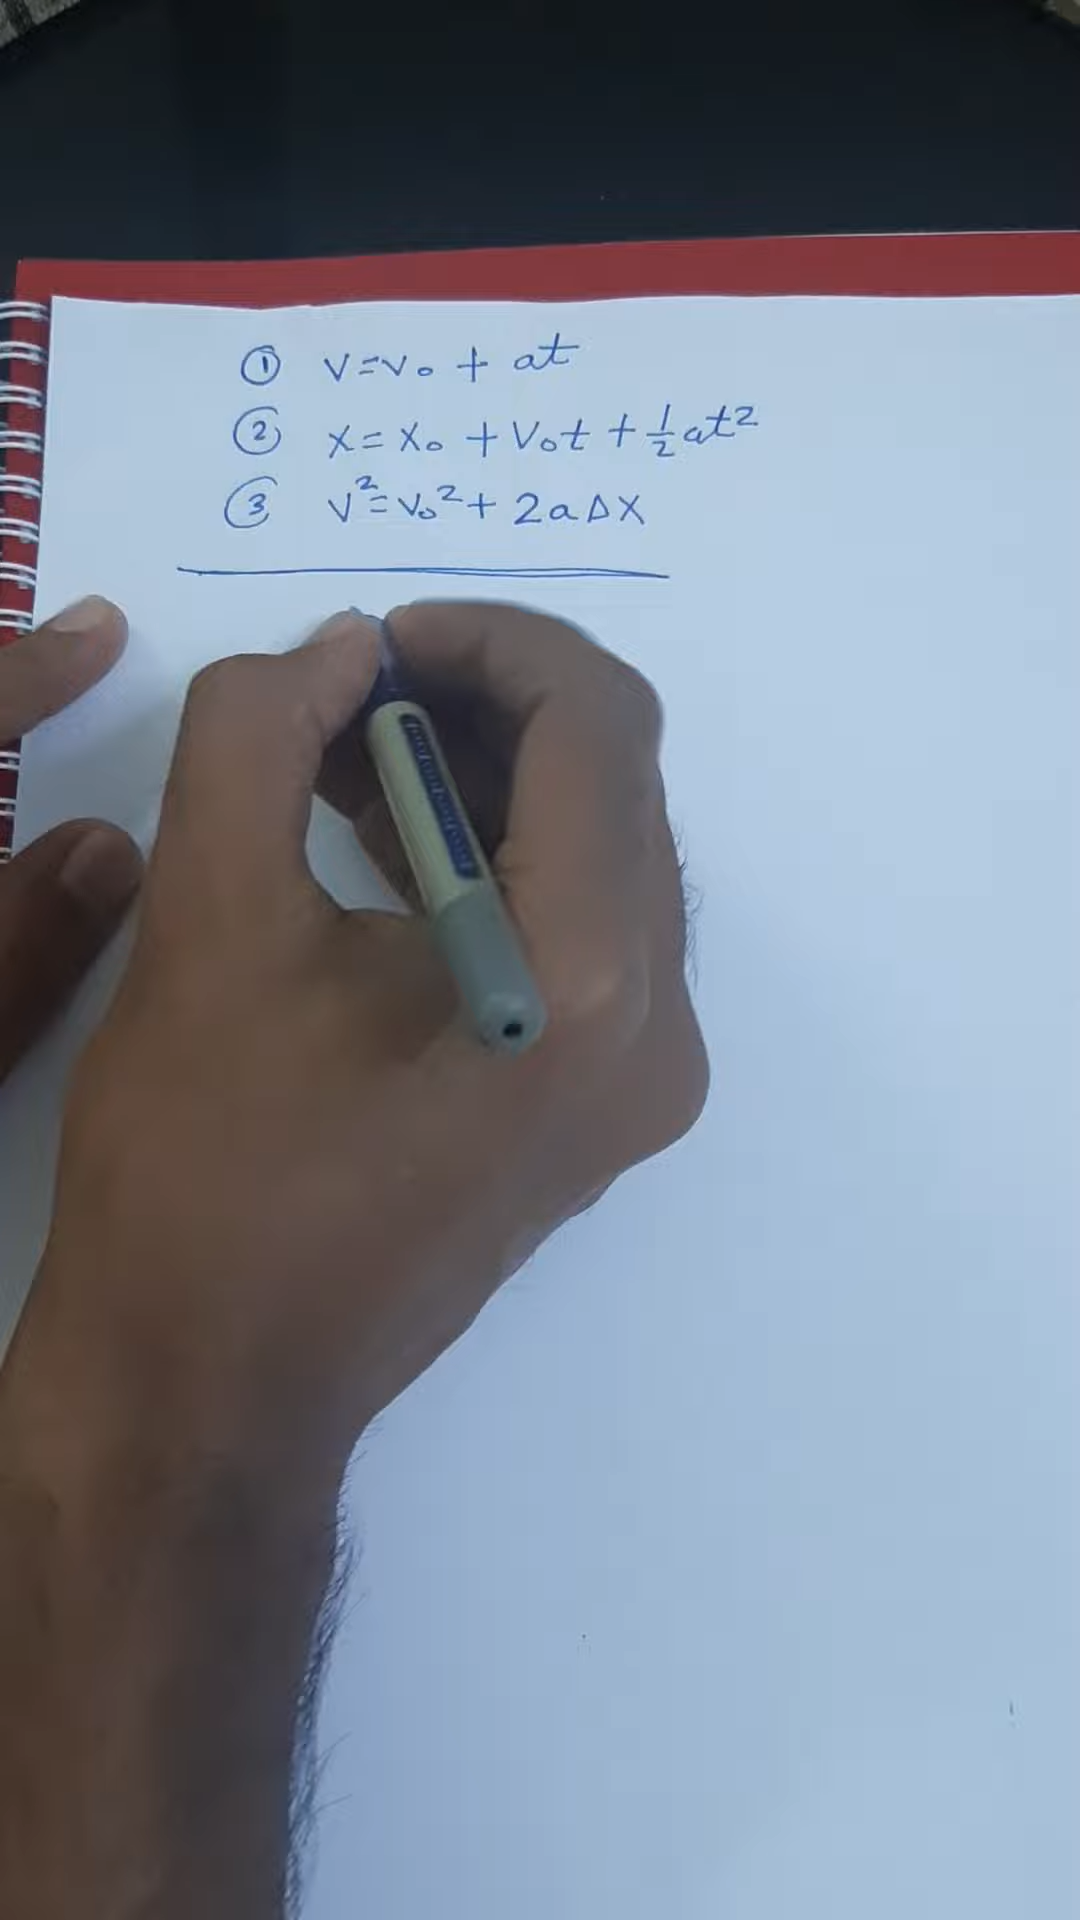 ① v=v₀ + at
② x=x₀ + v₀t + ½at²
③ v²=v₀²+ 2aΔx